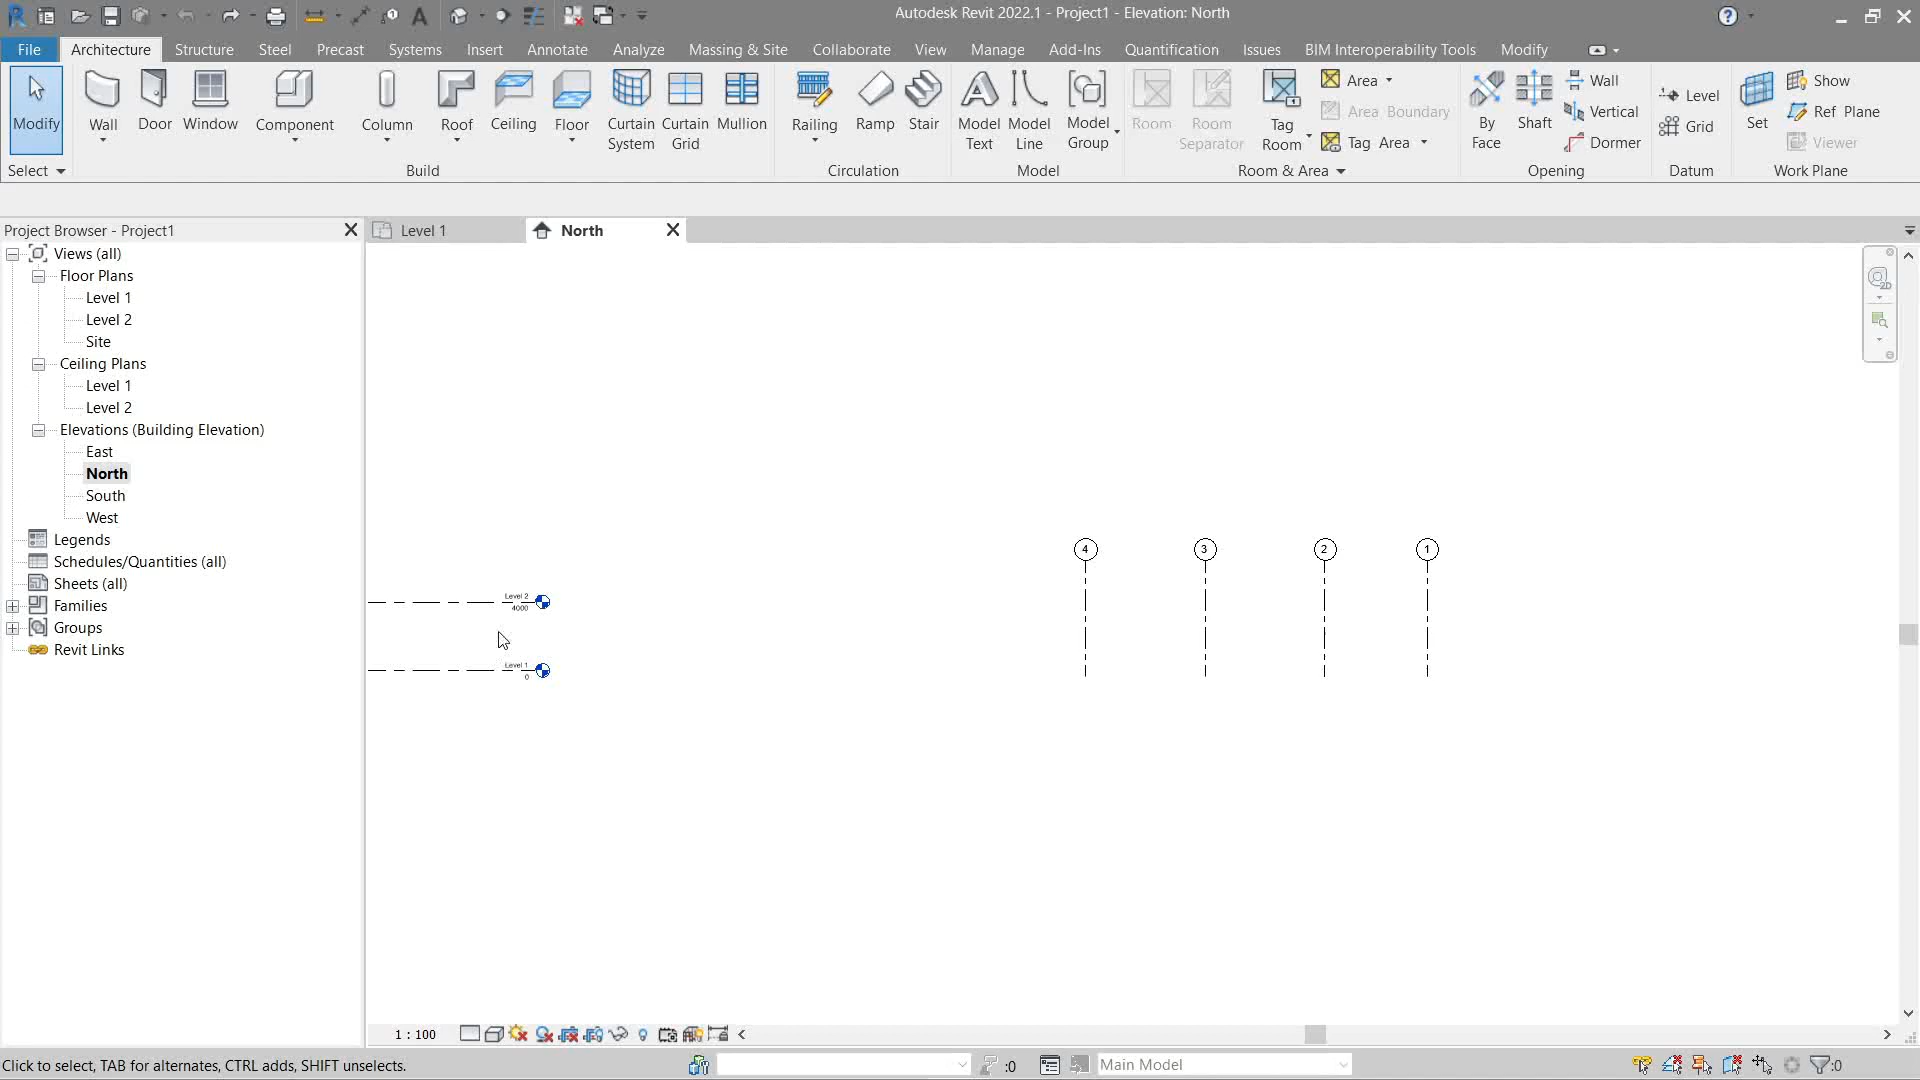 Autodesk Revit 2022.1 - Project1 - Elevation: North
File Architecture Structure Steel Precast Systems Insert Annotate Analyze Massing & Site Collaborate View Manage Add-Ins Quantification Issues BIM Interoperability Tools Modify
Modify Wall Door Window Component Column Roof Ceiling Floor Curtain System Curtain Grid Mullion Railing Ramp Stair Model Text Model Line Model Group Room Room Separator Tag Room
Area
Area Boundary
Tag Area
By Face Shaft
Wall
Vertical
Dormer
Level
Grid
Set
Show
Ref Plane
Viewer
Select Build Circulation Model Room & Area Opening Datum Work Plane
Project Browser - Project1
Level 1 North
Views (all)
Floor Plans
Level 1
Level 2
Site
Ceiling Plans
Level 1
Level 2
Elevations (Building Elevation)
East
North
South
West
Legends
Schedules/Quantities (all)
Sheets (all)
Families
Groups
Revit Links
2D
4 3 2 1
Level 2
4000
Level 1
0
1 : 100
Click to select, TAB for alternates, CTRL adds, SHIFT unselects.
:0
Main Model
:0